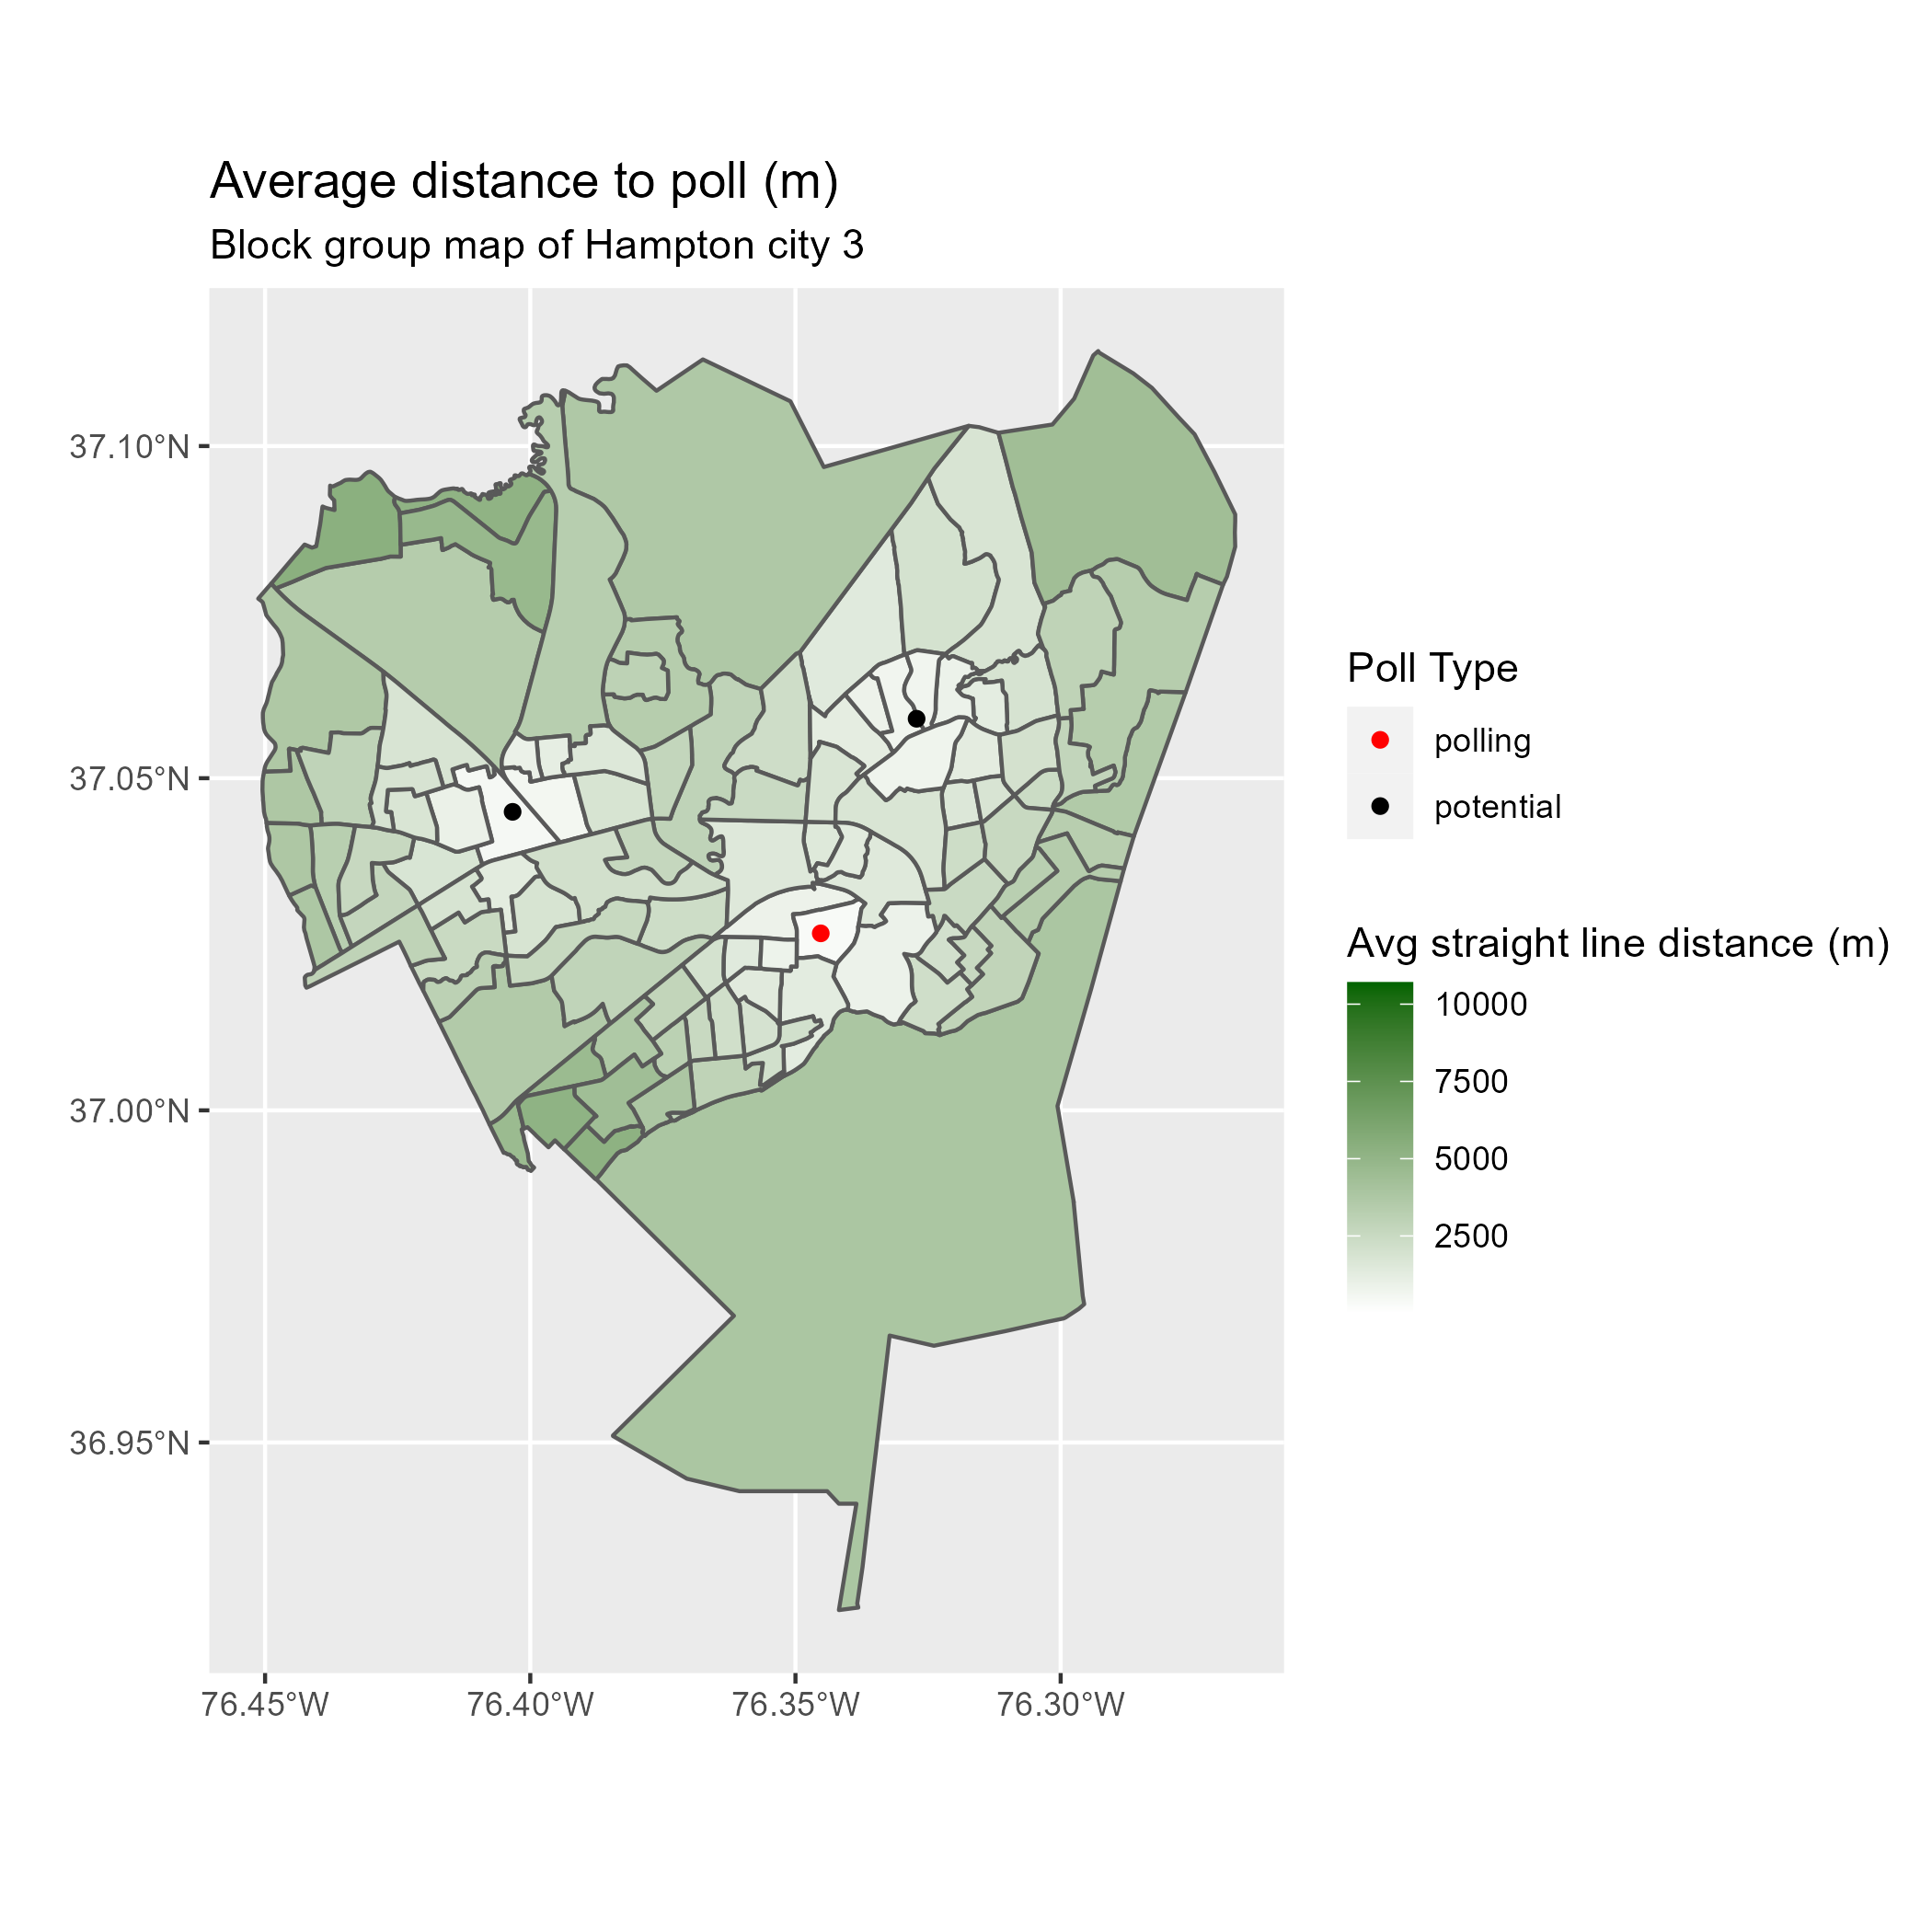 Average distance to poll (m)
Block group map of Hampton city 3
37.10°N
37.05°N
37.00°N
36.95°N
76.45°W
76.40°W
76.35°W
76.30°W
Poll Type
polling
potential
Avg straight line distance (m)
10000
7500
5000
2500